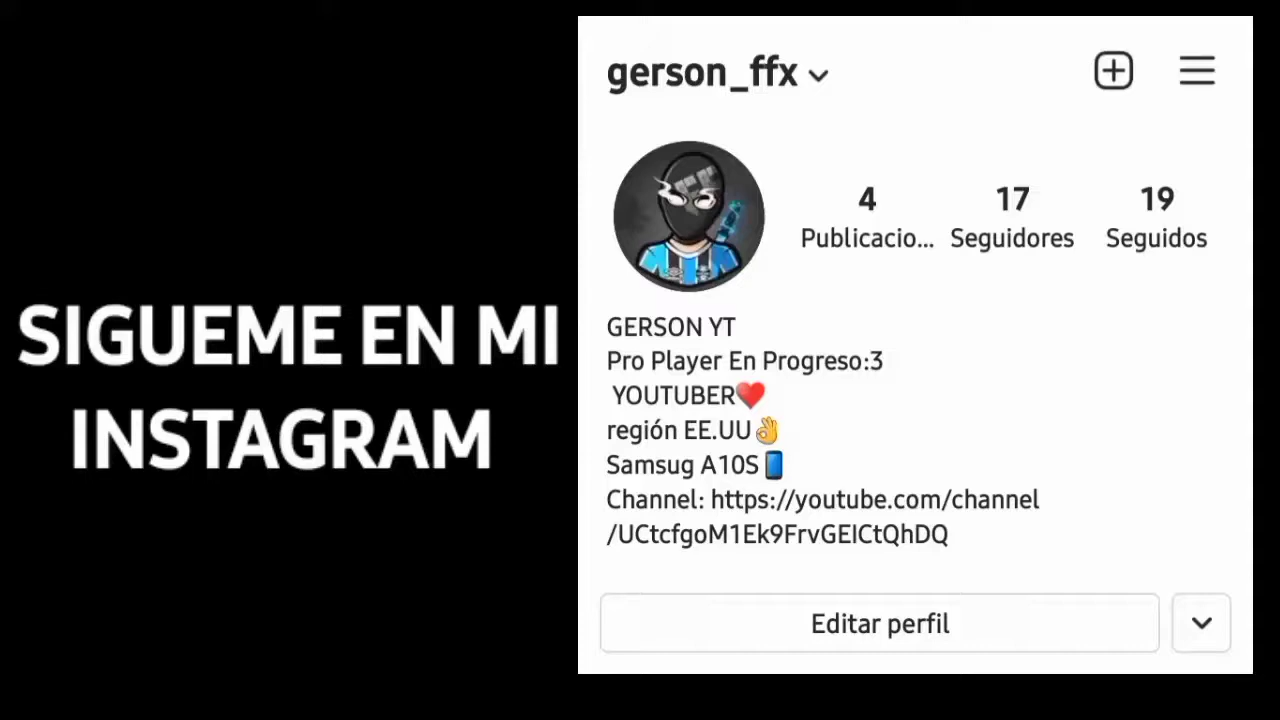 SIGUEME EN MI
INSTAGRAM
gerson_ffx
4
Publicacio...
17
Seguidores
19
Seguidos
GERSON YT
Pro Player En Progreso:3
YOUTUBER❤️
región EE.UU👌
Samsug A10S📱
Channel: https://youtube.com/channel
/UCtcfgoM1Ek9FrvGEICtQhDQ
Editar perfil